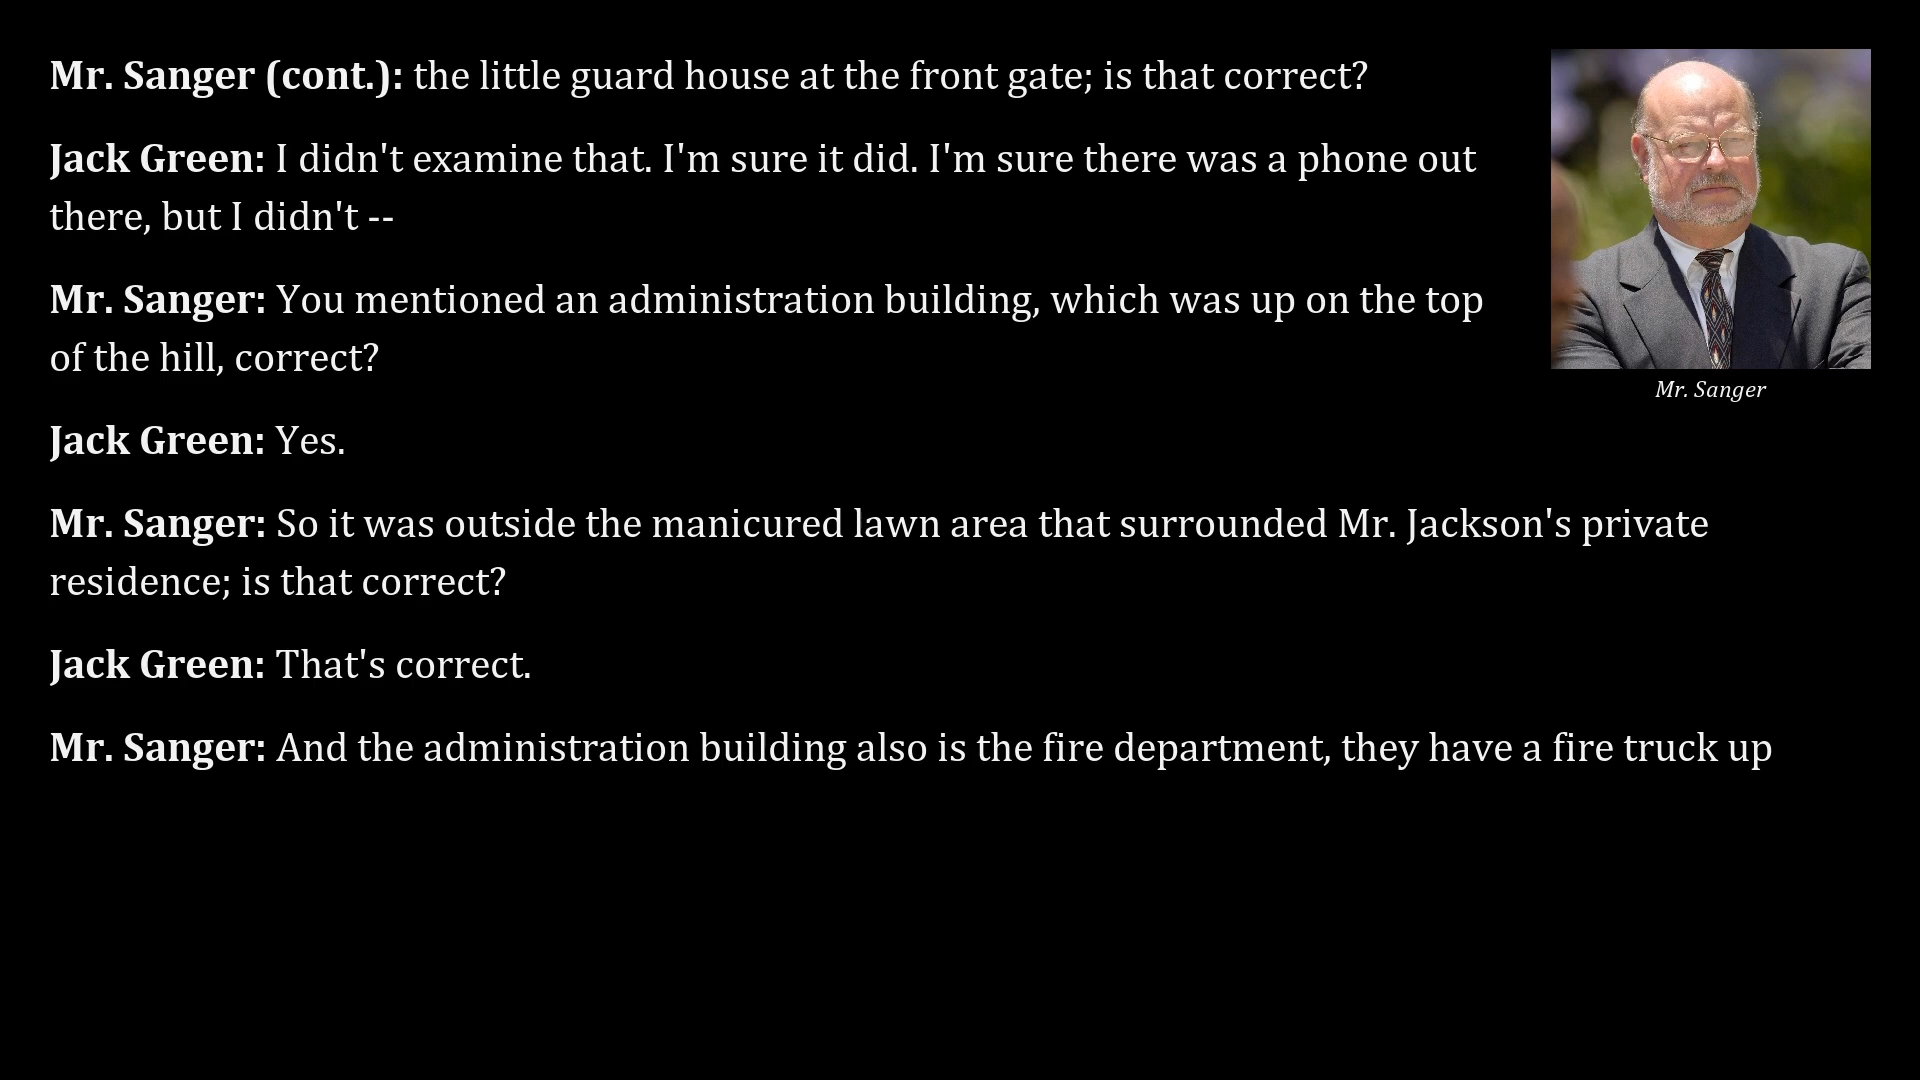 Mr. Sanger (cont.): the little guard house at the front gate; is that correct?
Jack Green: I didn't examine that. I'm sure it did. I'm sure there was a phone out
there, but I didn't --
Mr. Sanger: You mentioned an administration building, which was up on the top
of the hill, correct?
Mr. Sanger
Jack Green: Yes.
Mr. Sanger: So it was outside the manicured lawn area that surrounded Mr. Jackson's private
residence; is that correct?
Jack Green: That's correct.
Mr. Sanger: And the administration building also is the fire department, they have a fire truck up